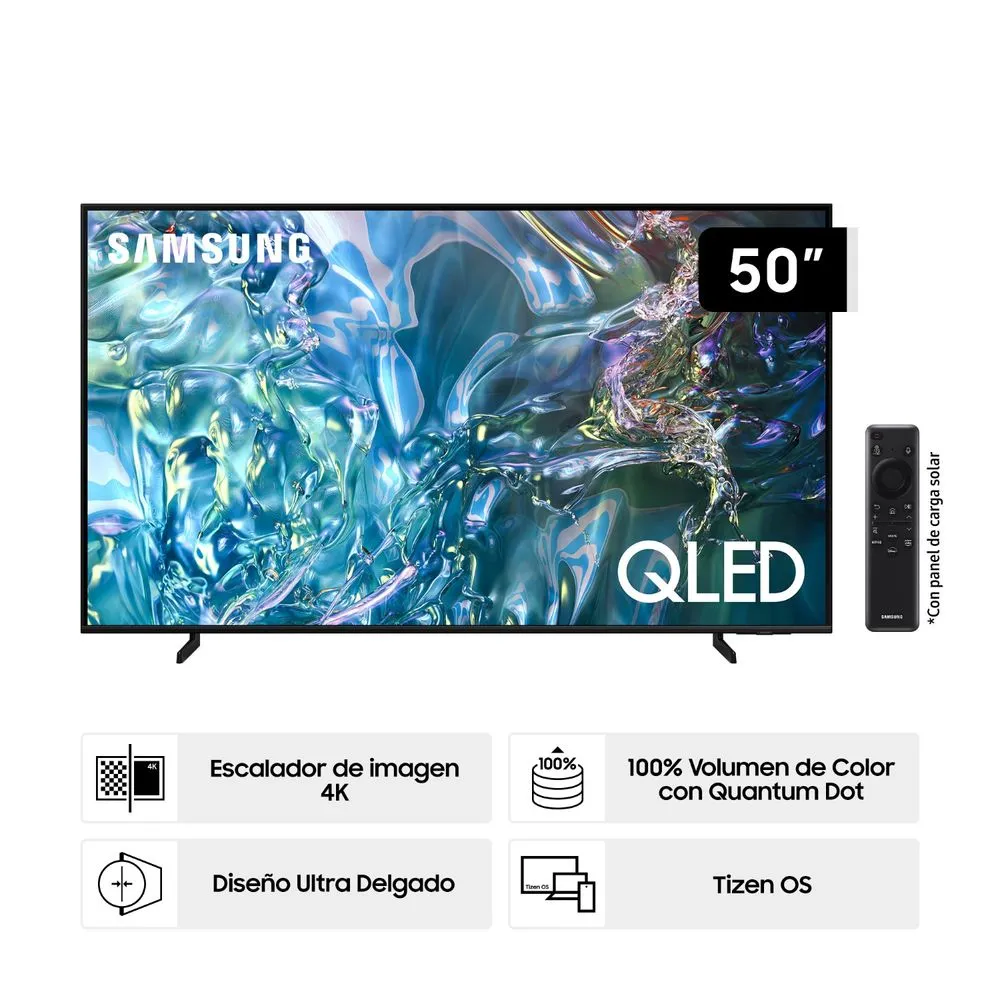 SAMSUNG
50”
QLED
SAMSUNG
*Con panel de carga solar
4K
Escalador de imagen
4K
100%
100% Volumen de Color
con Quantum Dot
Diseño Ultra Delgado
Tizen OS
Tizen OS